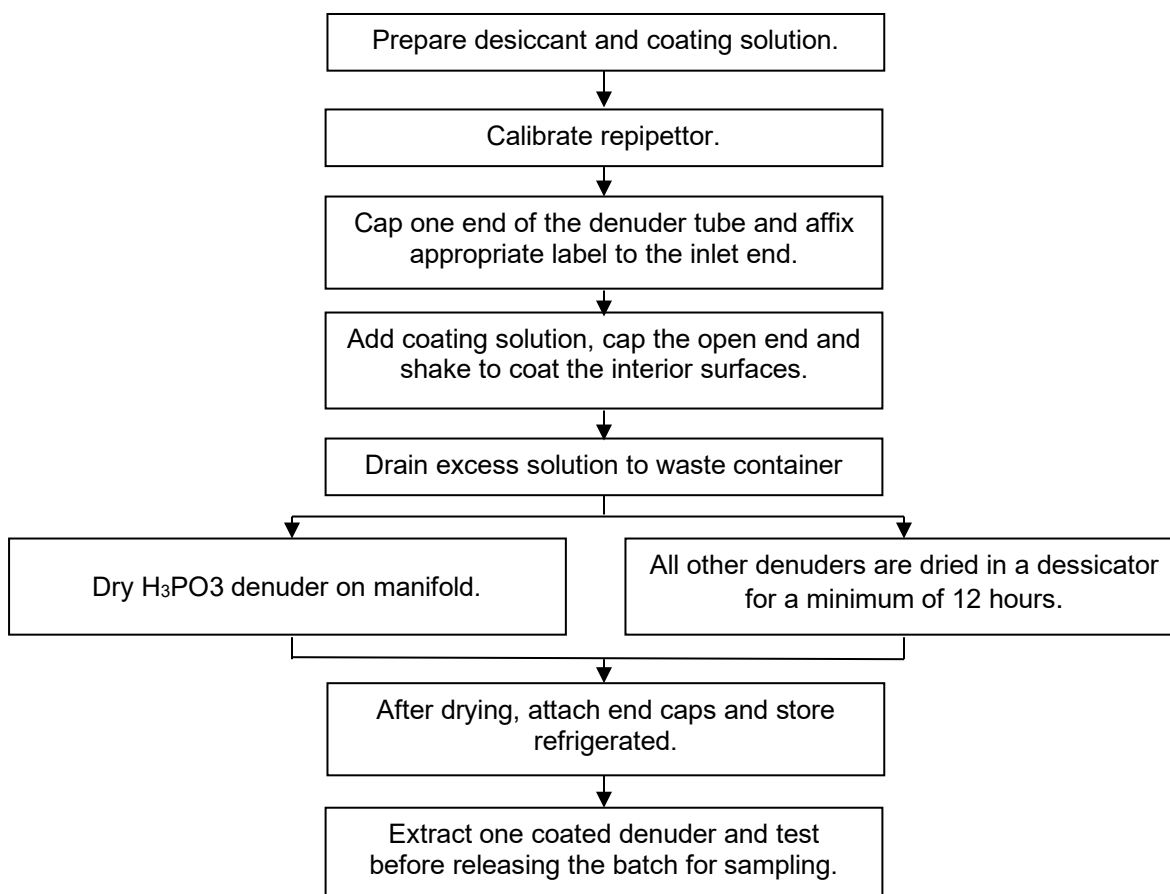 Prepare desiccant and coating solution.
Calibrate repipettor.
Cap one end of the denuder tube and affix
appropriate label to the inlet end.
Add coating solution, cap the open end and
shake to coat the interior surfaces.
Drain excess solution to waste container
Dry H₃PO3 denuder on manifold.
All other denuders are dried in a dessicator
for a minimum of 12 hours.
After drying, attach end caps and store
refrigerated.
Extract one coated denuder and test
before releasing the batch for sampling.